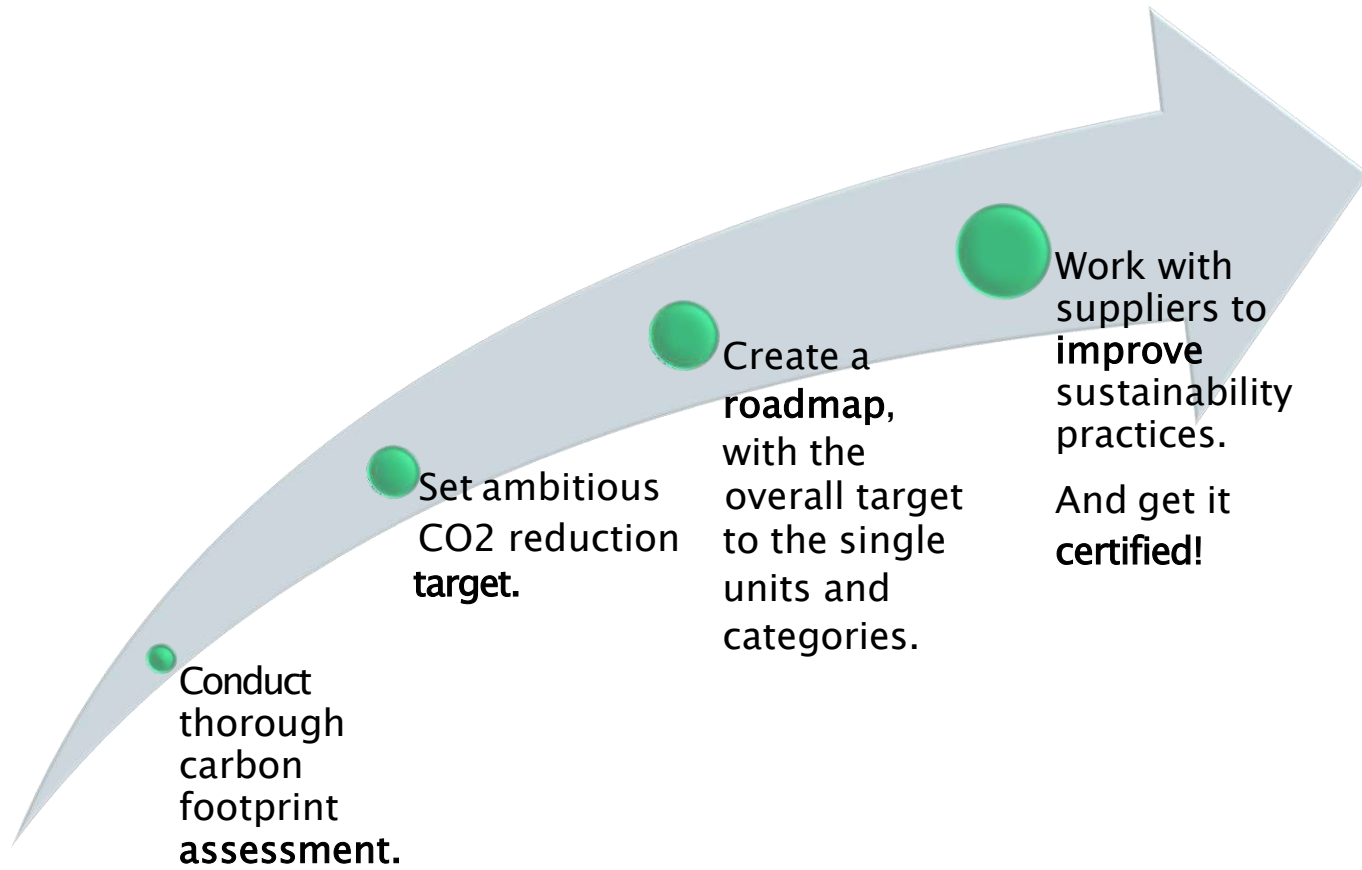 Conduct
thorough
carbon
footprint
assessment.
Set ambitious
CO2 reduction
target.
Create a
roadmap,
with the
overall target
to the single
units and
categories.
Work with
suppliers to
improve
sustainability
practices.
And get it
certified!